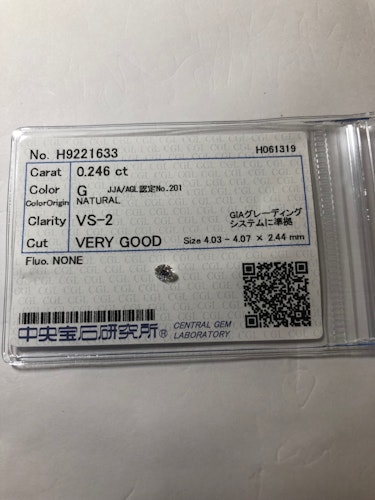 No. H9221633 H061319
Carat 0.246 ct
Color G JJA/AGL認定No.201
ColorOrigin NATURAL
Clarity VS-2 GIAグレーディング
システムに準拠
Cut VERY GOOD Size 4.03 - 4.07 × 2.44 mm
Fluo. NONE
中央宝石研究所® CENTRAL GEM
LABORATORY